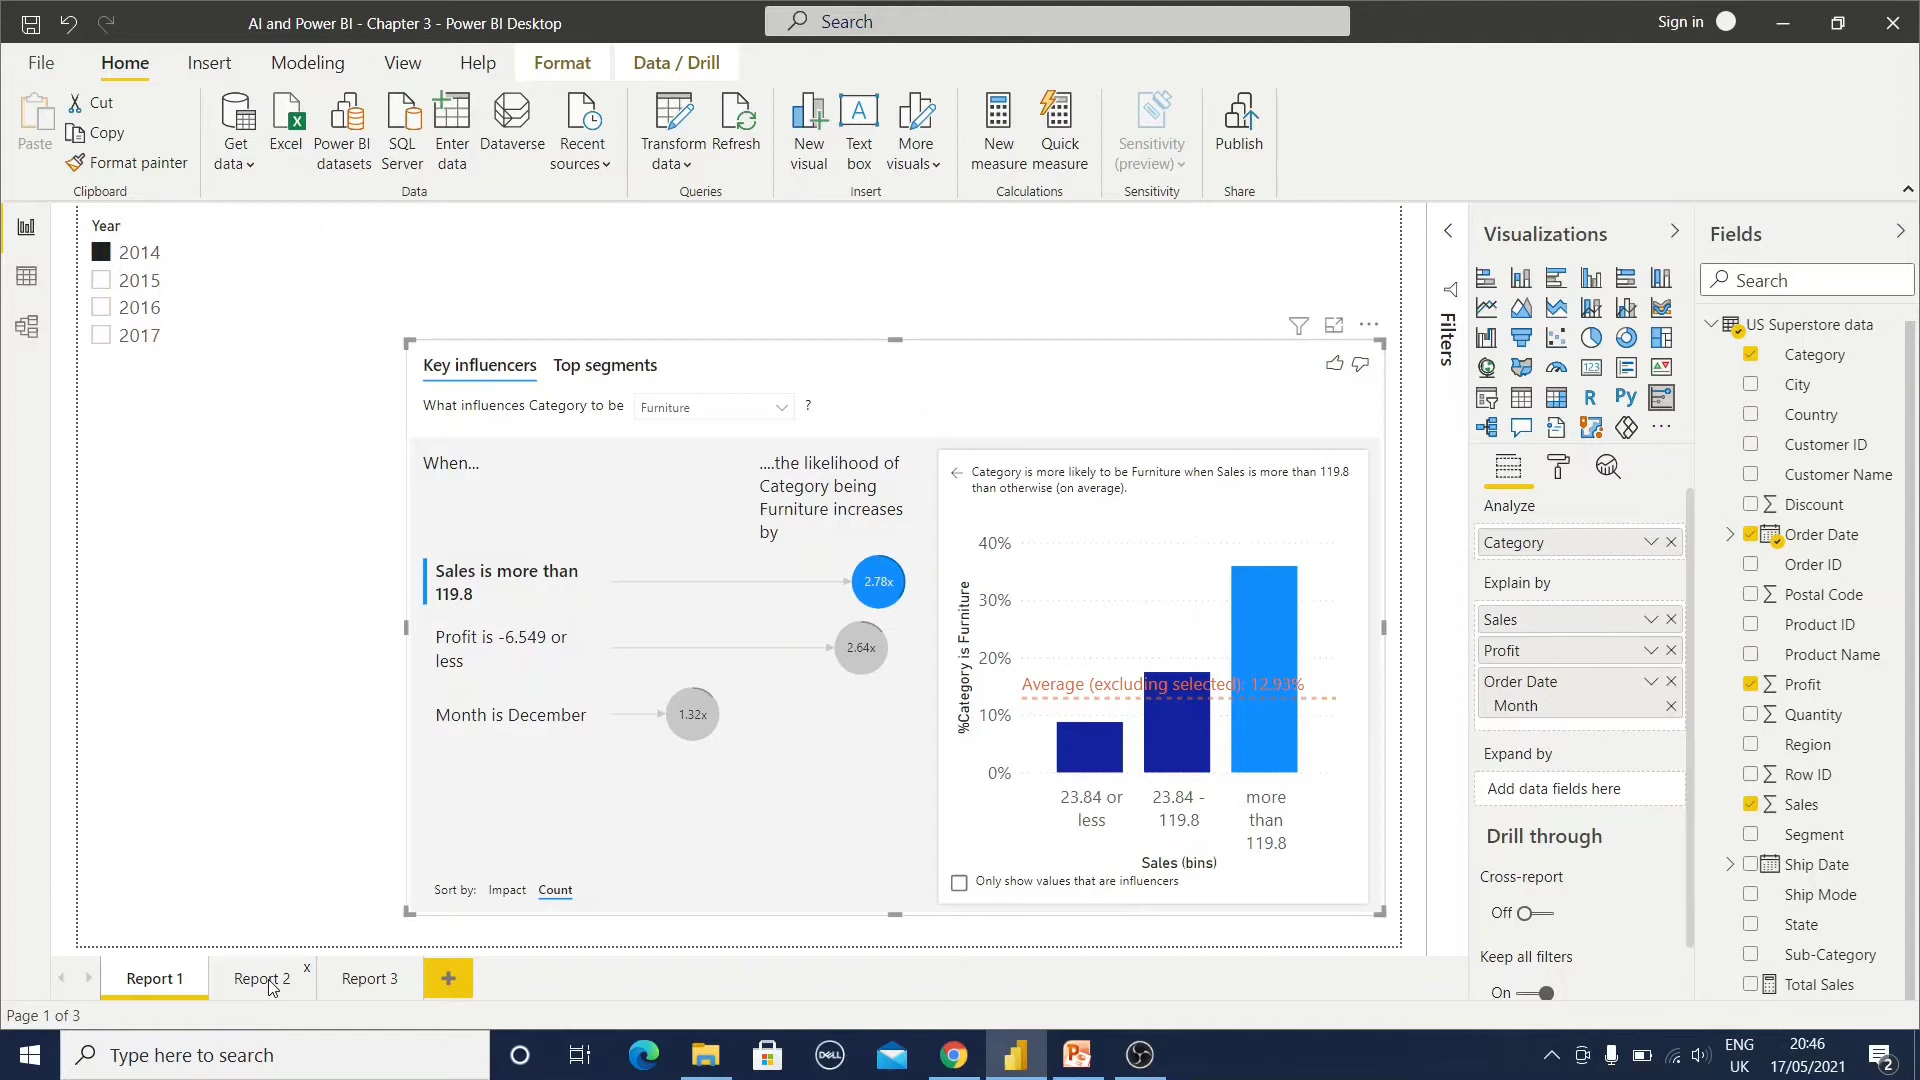 AI and Power BI - Chapter 3 - Power BI Desktop
Search
Sign in
File
Home
Insert
Modeling
View
Help
Format
Data / Drill
Paste
Cut
Copy
Format painter
Clipboard
Get
data
Excel
Power BI
datasets
SQL
Server
Enter
data
Dataverse
Recent
sources
Data
Transform
data
Refresh
Queries
New
visual
A
Text
box
More
visuals
Insert
New
measure
Quick
measure
Calculations
Sensitivity
(preview)
Sensitivity
Publish
Share
Year
2014
2015
2016
2017
Key influencers
Top segments
What influences Category to be
Furniture
?
When...
....the likelihood of
Category being
Furniture increases
by
Sales is more than
119.8
2.78x
Profit is -6.549 or
less
2.64x
Month is December
1.32x
Sort by:
Impact
Count
Category is more likely to be Furniture when Sales is more than 119.8
than otherwise (on average).
%Category is Furniture
40%
30%
20%
10%
0%
Average (excluding selected): 12.93%
23.84 or
less
23.84 -
119.8
more
than
119.8
Sales (bins)
Only show values that are influencers
Filters
Visualizations
123
R
Py
Analyze
Category
Explain by
Sales
Profit
Order Date
Month
Expand by
Add data fields here
Drill through
Cross-report
Off
Keep all filters
On
Fields
Search
US Superstore data
Category
City
Country
Customer ID
Customer Name
Discount
Order Date
Order ID
Postal Code
Product ID
Product Name
Profit
Quantity
Region
Row ID
Sales
Segment
Ship Date
Ship Mode
State
Sub-Category
Total Sales
Report 1
Report 2
x
Report 3
Page 1 of 3
Type here to search
DELL
ENG
UK
20:46
17/05/2021
2